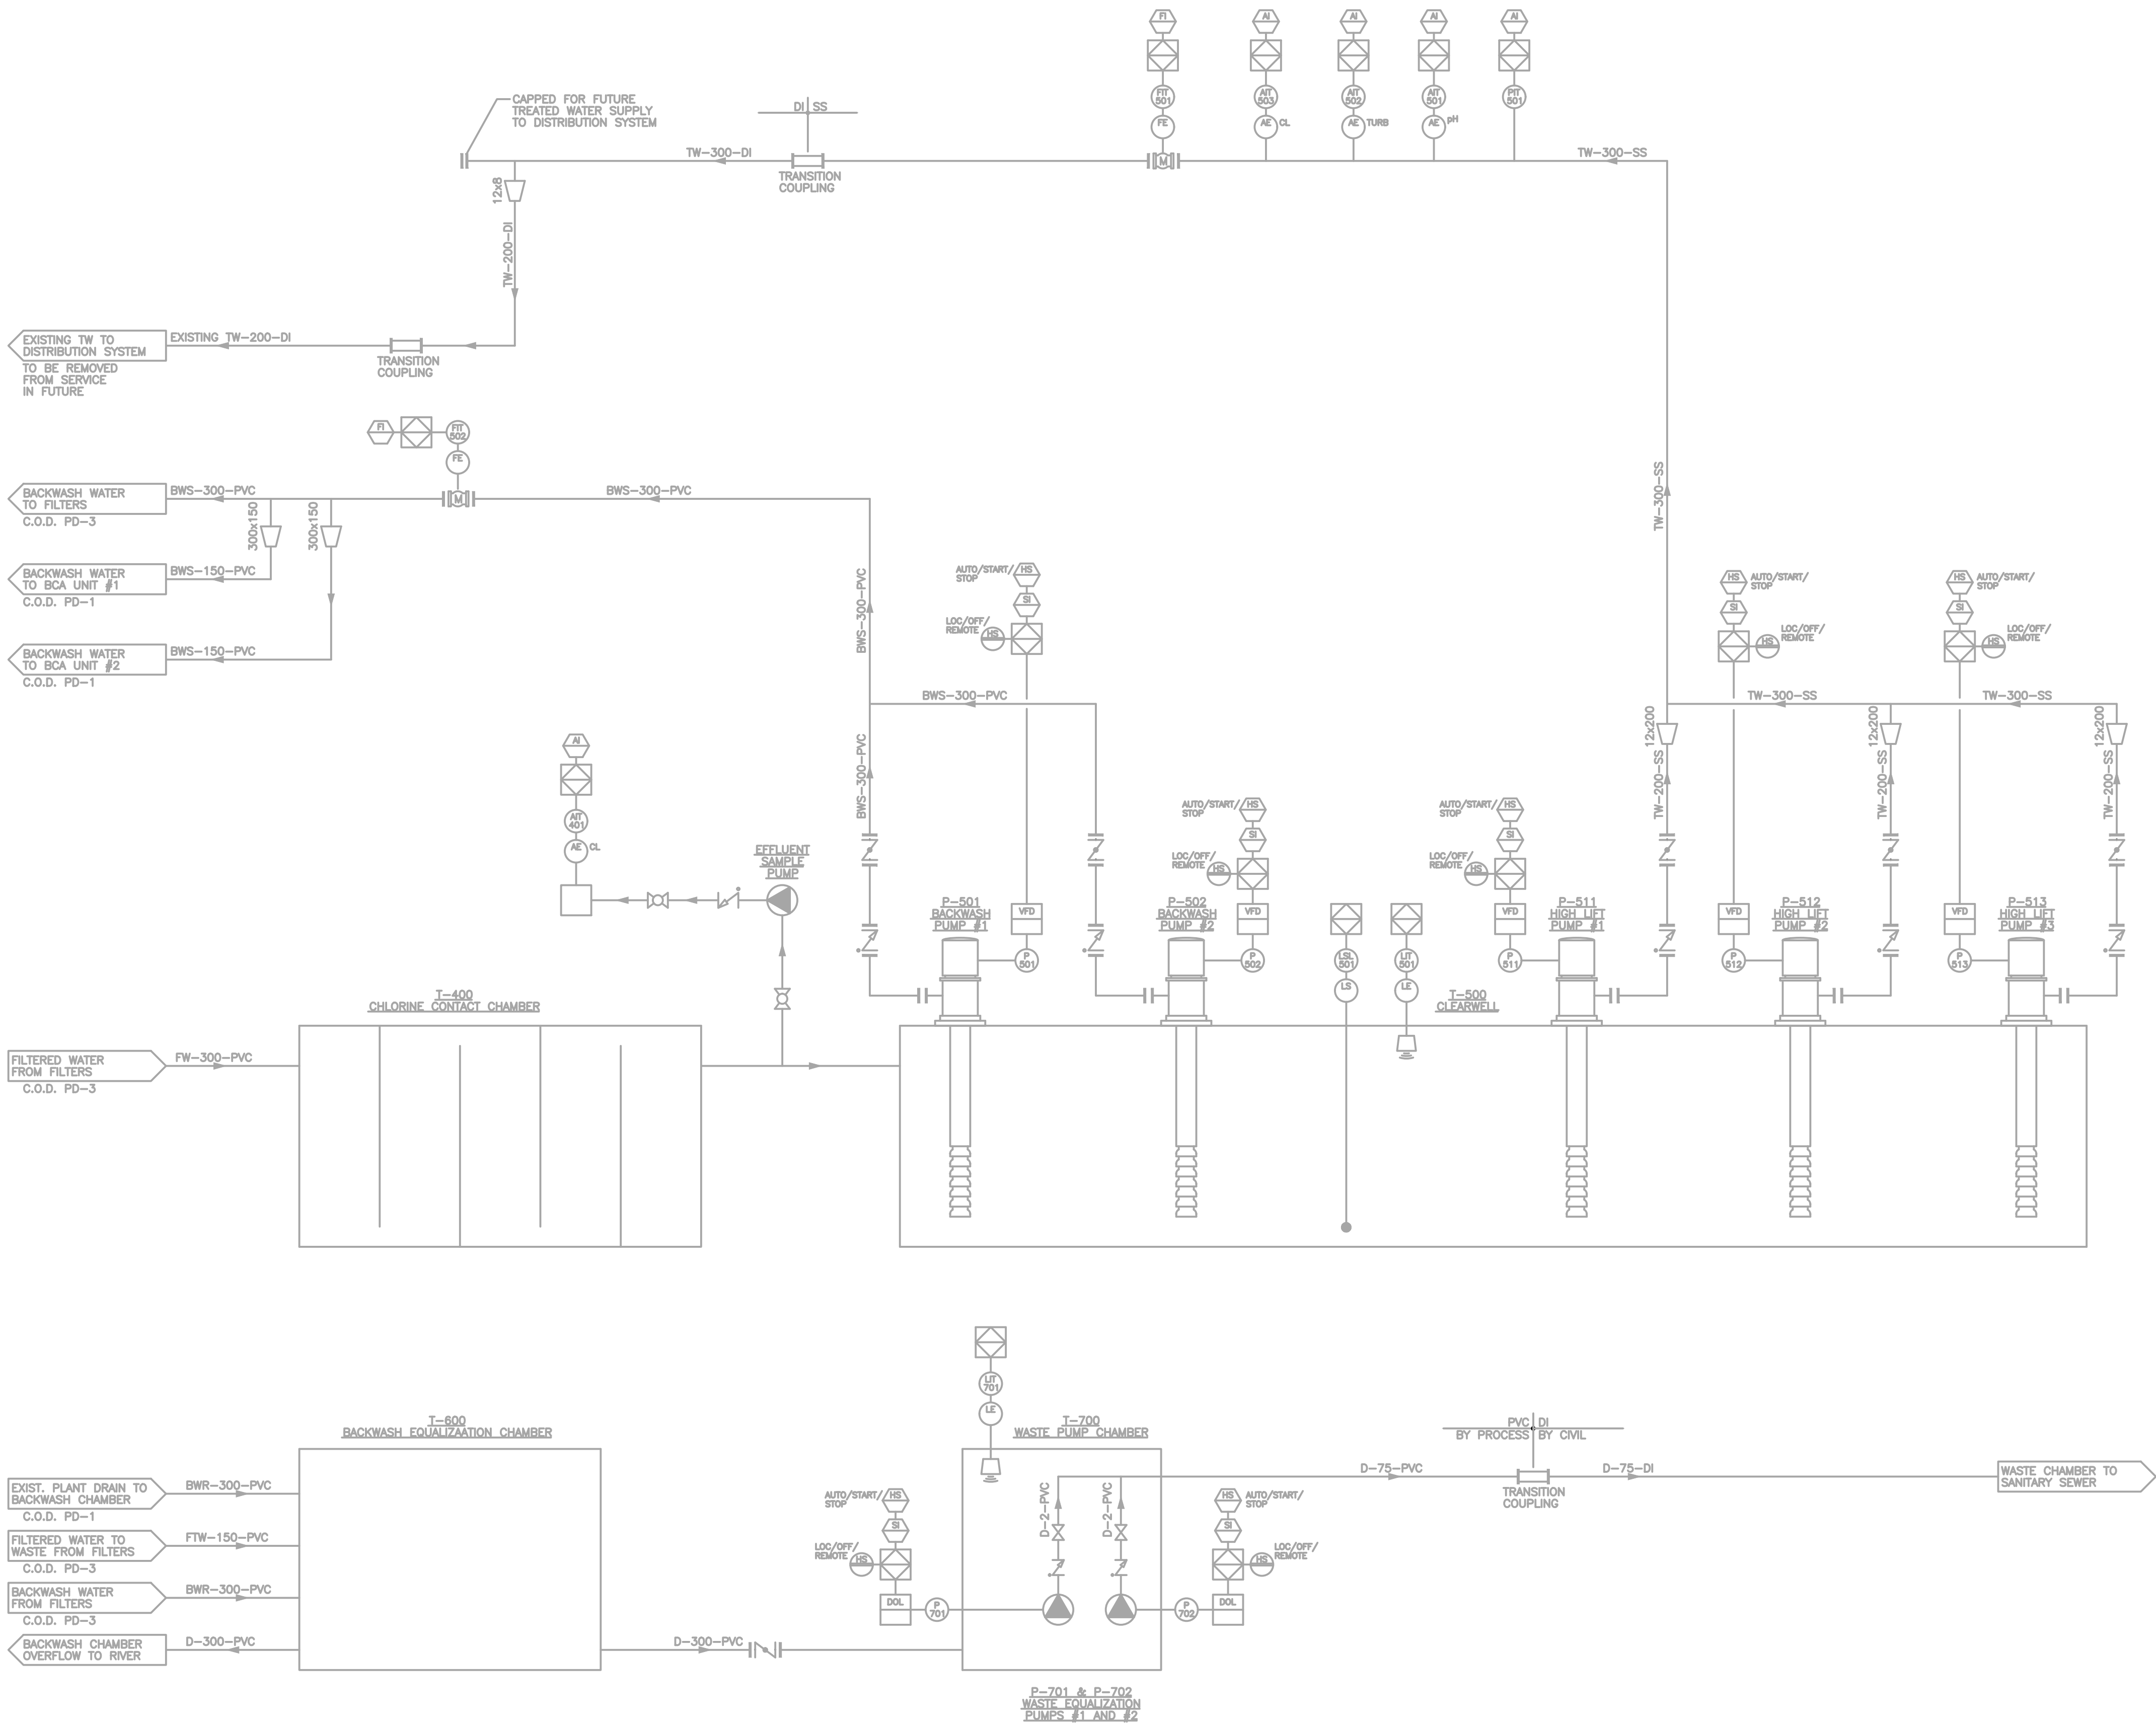 FI
AI
AI
AI
AI
FIT
501
AIT
503
AIT
502
AIT
501
PIT
501
FE
AE
CL
AE
TURB
AE
pH
CAPPED FOR FUTURE
TREATED WATER SUPPLY
TO DISTRIBUTION SYSTEM
DI
SS
TW-300-DI
M
TW-300-SS
TRANSITION
COUPLING
12x8
TW-200-DI
EXISTING TW TO
DISTRIBUTION SYSTEM
EXISTING TW-200-DI
TO BE REMOVED
FROM SERVICE
IN FUTURE
TRANSITION
COUPLING
FI
FIT
502
FE
BACKWASH WATER
TO FILTERS
BWS-300-PVC
M
BWS-300-PVC
C.O.D. PD-3
300x150
300x150
TW-300-SS
BACKWASH WATER
TO BCA UNIT #1
BWS-150-PVC
C.O.D. PD-1
BACKWASH WATER
TO BCA UNIT #2
BWS-150-PVC
C.O.D. PD-1
BWS-300-PVC
AUTO/START/
STOP
HS
SI
LOC/OFF/
REMOTE
HS
HS
AUTO/START/
STOP
SI
HS
LOC/OFF/
REMOTE
HS
AUTO/START/
STOP
SI
HS
LOC/OFF/
REMOTE
BWS-300-PVC
TW-300-SS
TW-300-SS
12x200
12x200
12x200
BWS-300-PVC
TW-200-SS
TW-200-SS
TW-200-SS
AI
AIT
401
AE
CL
EFFLUENT
SAMPLE
PUMP
AUTO/START/
STOP
HS
SI
LOC/OFF/
REMOTE
HS
AUTO/START/
STOP
HS
SI
LOC/OFF/
REMOTE
HS
P-501
BACKWASH
PUMP #1
VFD
P
501
P-502
BACKWASH
PUMP #2
VFD
P
502
LSL
501
LS
LIT
501
LE
VFD
P
511
P-511
HIGH LIFT
PUMP #1
VFD
P
512
P-512
HIGH LIFT
PUMP #2
VFD
P
513
P-513
HIGH LIFT
PUMP #3
T-400
CHLORINE CONTACT CHAMBER
T-500
CLEARWELL
FILTERED WATER
FROM FILTERS
FW-300-PVC
C.O.D. PD-3
LIT
701
LE
T-600
BACKWASH EQUALIZAATION CHAMBER
T-700
WASTE PUMP CHAMBER
PVC
DI
BY PROCESS
BY CIVIL
EXIST. PLANT DRAIN TO
BACKWASH CHAMBER
BWR-300-PVC
C.O.D. PD-1
D-75-PVC
D-75-DI
TRANSITION
COUPLING
WASTE CHAMBER TO
SANITARY SEWER
FILTERED WATER TO
WASTE FROM FILTERS
FTW-150-PVC
C.O.D. PD-3
AUTO/START/
STOP
HS
SI
LOC/OFF/
REMOTE
HS
DOL
P
701
D-2-PVC
D-2-PVC
HS
AUTO/START/
STOP
SI
HS
LOC/OFF/
REMOTE
P
702
DOL
BACKWASH WATER
FROM FILTERS
BWR-300-PVC
C.O.D. PD-3
BACKWASH CHAMBER
OVERFLOW TO RIVER
D-300-PVC
D-300-PVC
P-701 & P-702
WASTE EQUALIZATION
PUMPS #1 AND #2